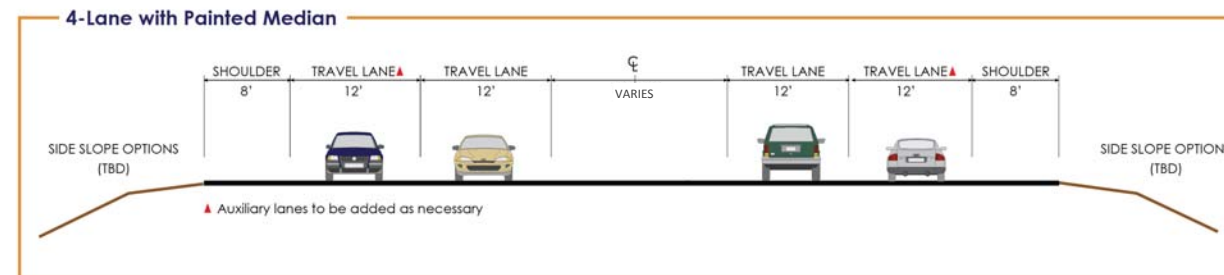 4-Lane with Painted Median
SHOULDER TRAVEL LANE▲ TRAVEL LANE ℄ TRAVEL LANE TRAVEL LANE▲ SHOULDER
8' 12' 12' VARIES 12' 12' 8'
SIDE SLOPE OPTIONS
(TBD)
SIDE SLOPE OPTION
(TBD)
▲ Auxiliary lanes to be added as necessary